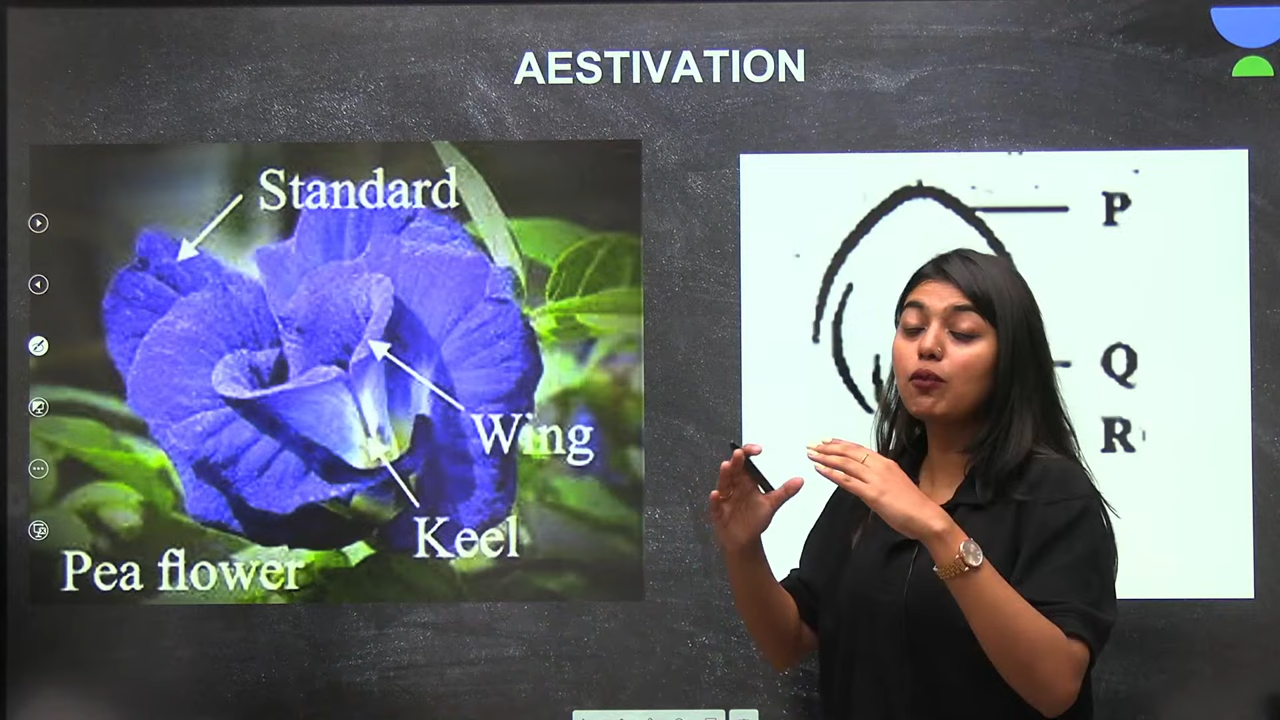 AESTIVATION
Standard
Wing
Keel
Pea flower
P
Q
R